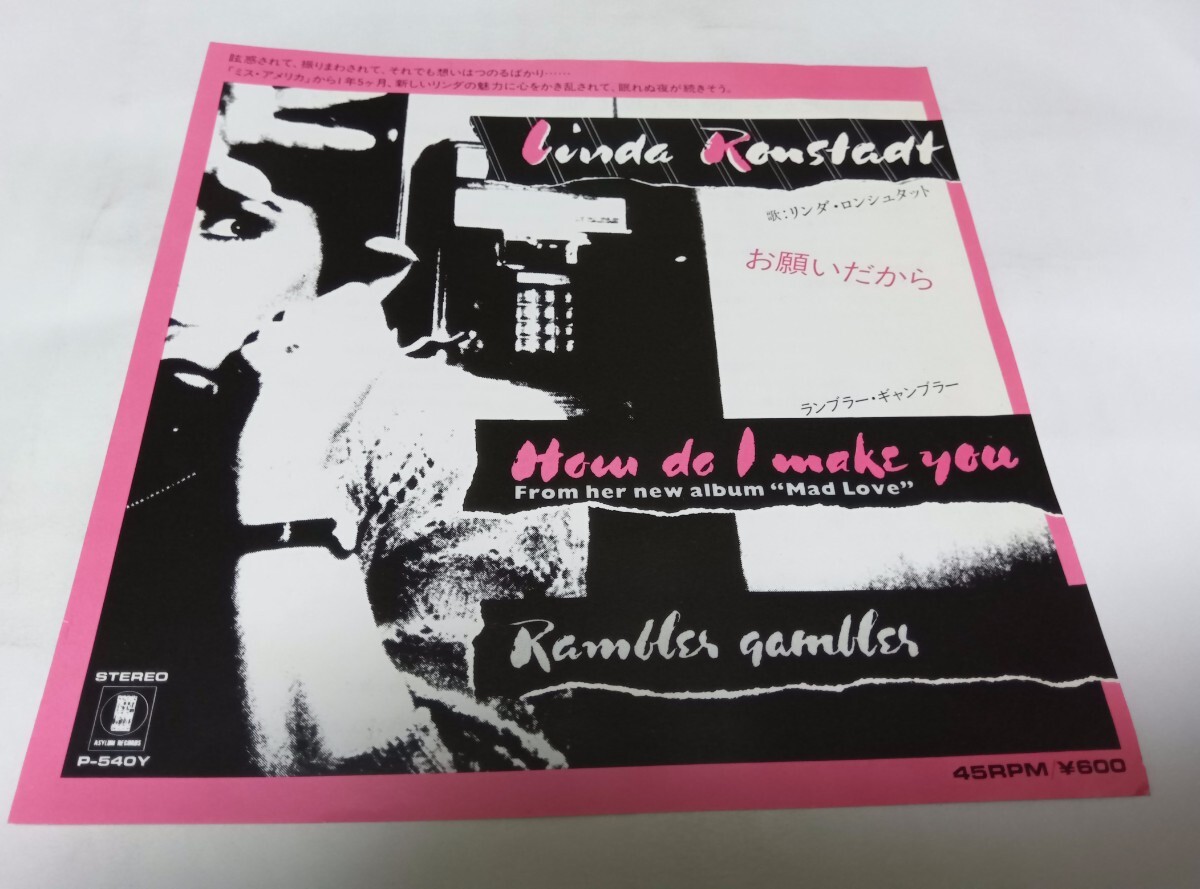 眩惑されて、振りまわされて、それでも想いはつのるばかり……
「ミス・アメリカ」から1年5ヶ月、新しいリンダの魅力に心をかき乱されて、眠れぬ夜が続きそう。
Linda Ronstadt
歌：リンダ・ロンシュタット
お願いだから
ランブラー・ギャンブラー
How do I make you
From her new album “Mad Love”
Rambler gambler
STEREO
ASYLUM RECORDS
P-540Y
45RPM/¥600